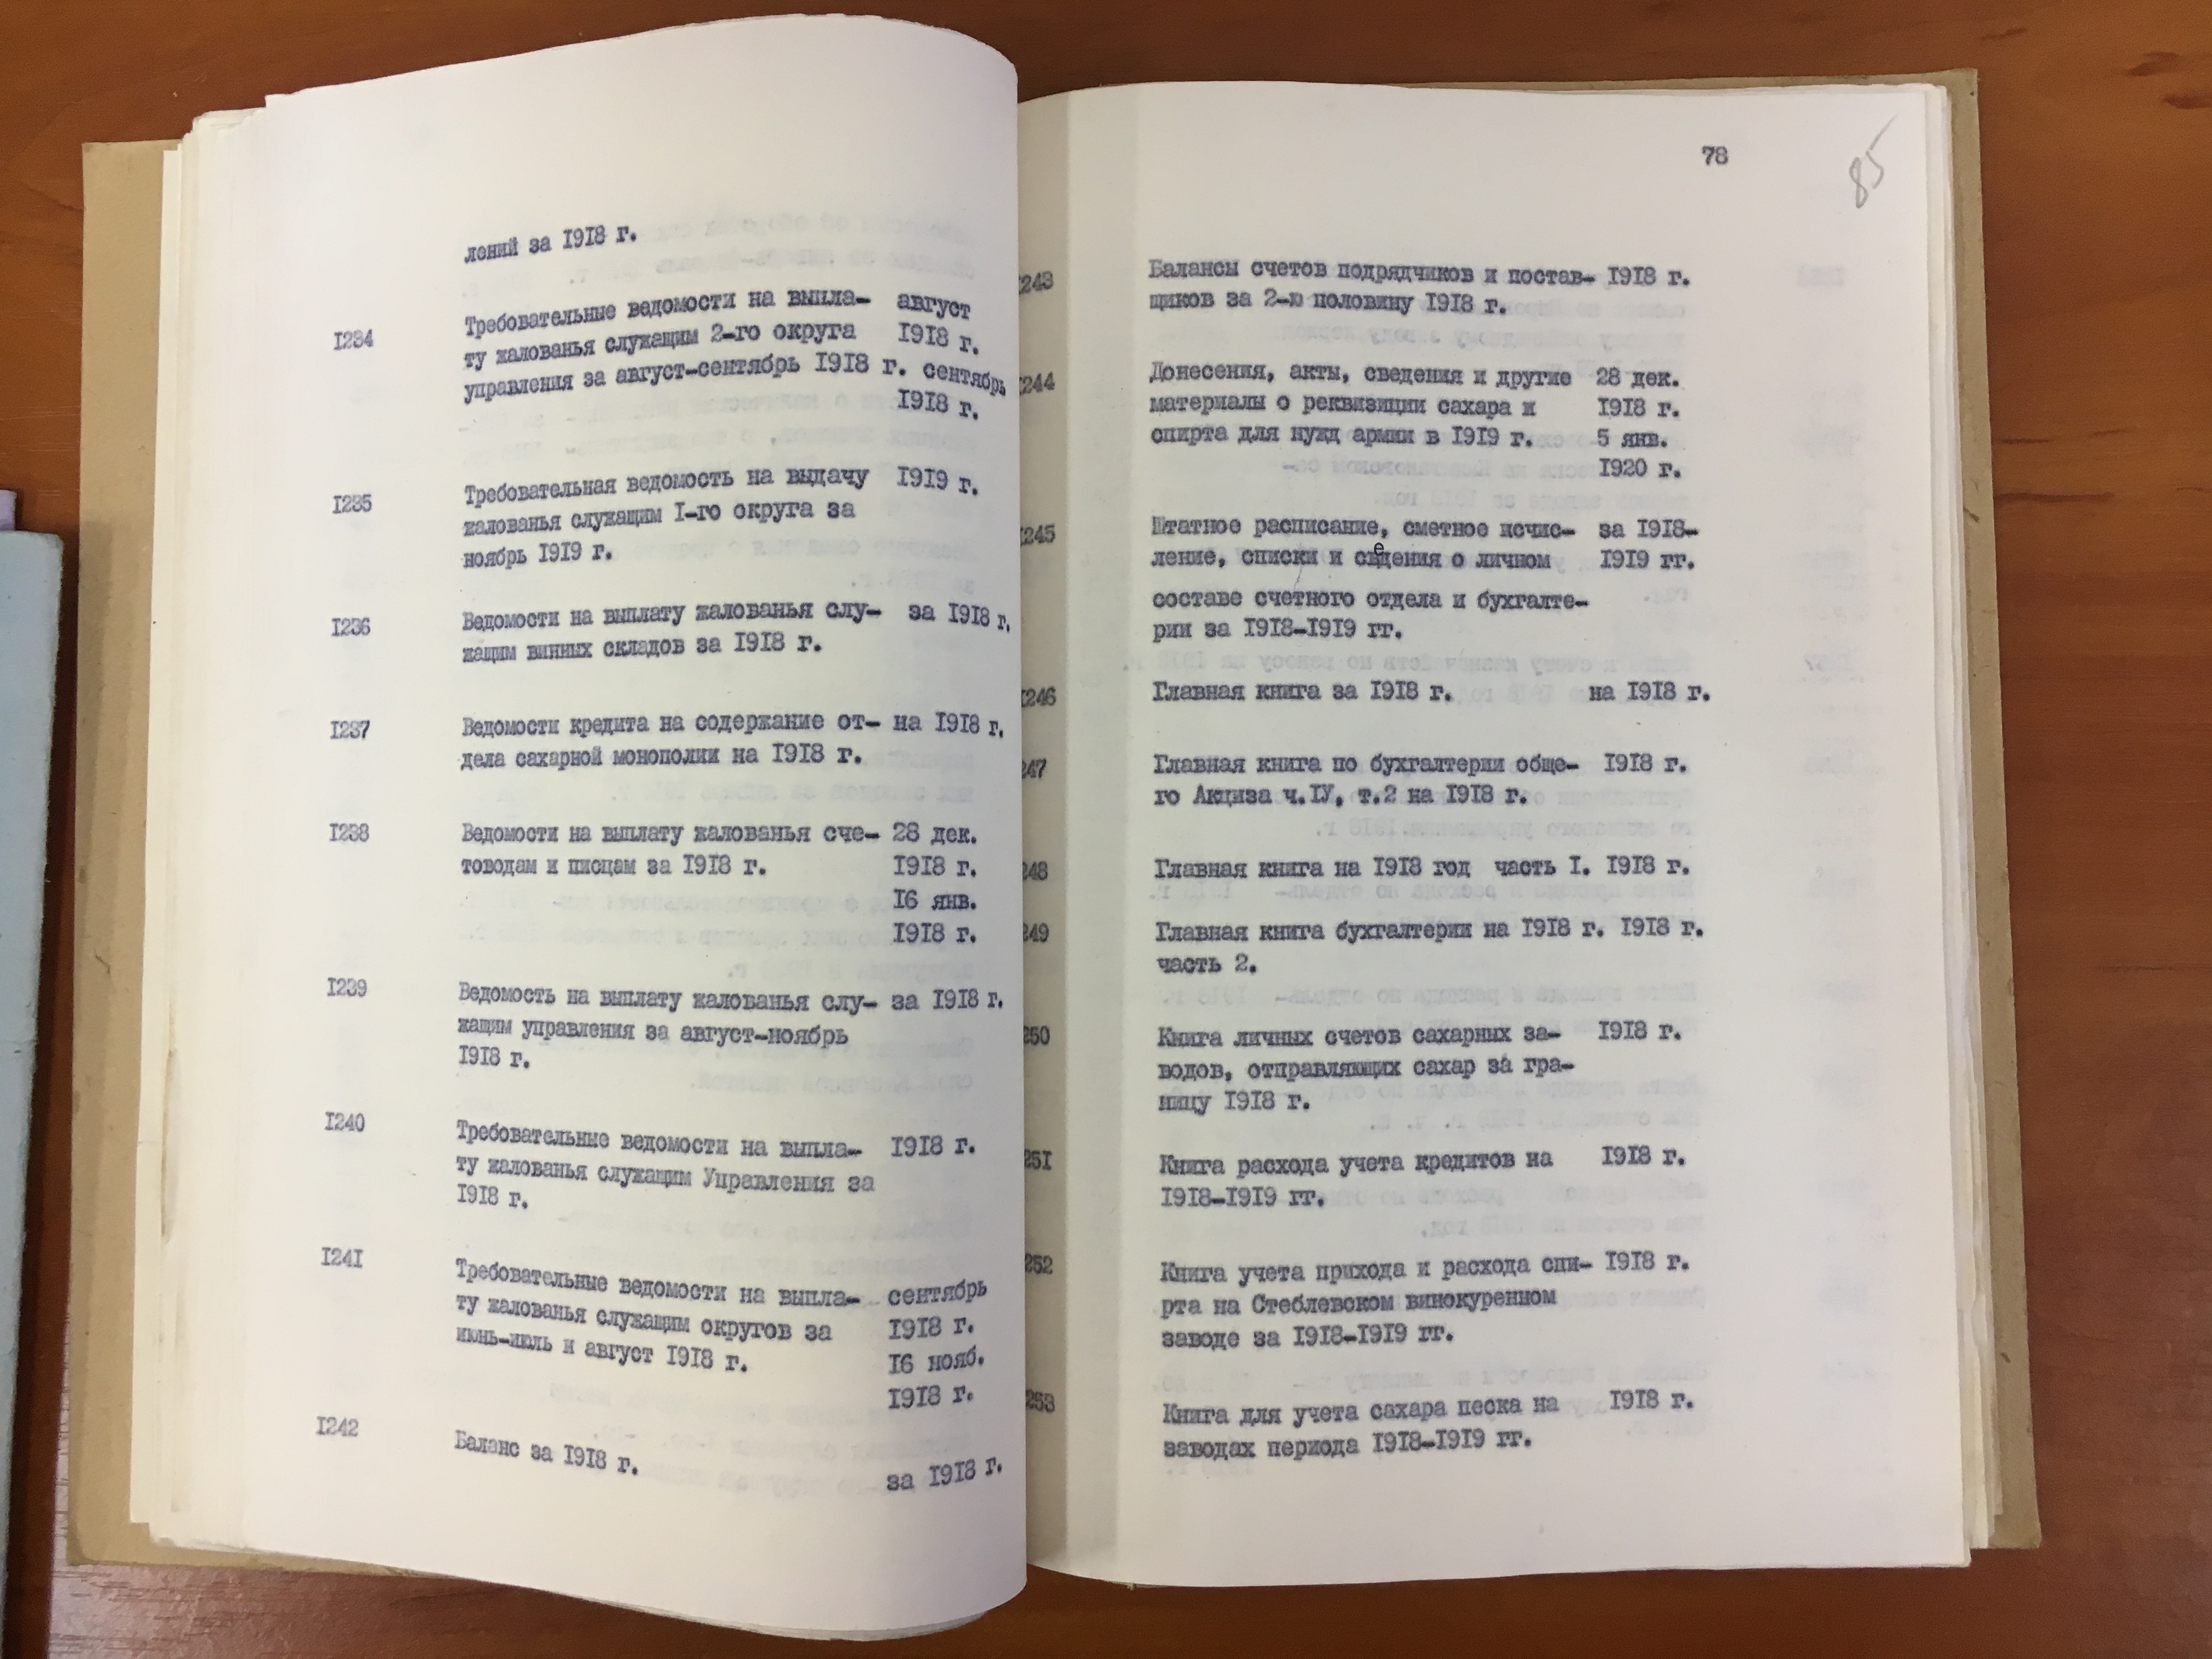 лений за 1918 г.
1234 Требовательные ведомости на выпла- август
ту жалованья служащим 2-го округа 1918 г.
управления за август-сентябрь 1918 г. сентябрь
1918 г.
1235 Требовательная ведомость на выдачу 1919 г.
жалованья служащим I-го округа за
ноябрь 1919 г.
1236 Ведомости на выплату жалованья слу- за 1918 г.
жащим винных складов за 1918 г.
1237 Ведомости кредита на содержание от- на 1918 г.
дела сахарной монополии на 1918 г.
1238 Ведомости на выплату жалованья сче- 28 дек.
товодам и писцам за 1918 г. 1918 г.
16 янв.
1918 г.
1239 Ведомость на выплату жалованья слу- за 1918 г.
жащим управления за август-ноябрь
1918 г.
1240 Требовательные ведомости на выпла- 1918 г.
ту жалованья служащим Управления за
1918 г.
1241 Требовательные ведомости на выпла- сентябрь
ту жалованья служащим округов за 1918 г.
июнь-июль и август 1918 г. 16 нояб.
1918 г.
1242 Баланс за 1918 г. за 1918 г.
78
85
1243 Балансы счетов подрядчиков и постав- 1918 г.
щиков за 2-ю половину 1918 г.
1244 Донесения, акты, сведения и другие 28 дек.
материалы о реквизиции сахара и 1918 г.
спирта для нужд армии в 1919 г. 5 янв.
1920 г.
1245 Штатное расписание, сметное исчис- за 1918-
ление, списки и сведения о личном 1919 гг.
составе счетного отдела и бухгалте-
рии за 1918-1919 гг.
1246 Главная книга за 1918 г. на 1918 г.
247 Главная книга по бухгалтерии обще- 1918 г.
го Акциза ч.IУ, т.2 на 1918 г.
248 Главная книга на 1918 год часть I. 1918 г.
249 Главная книга бухгалтерии на 1918 г. 1918 г.
часть 2.
250 Книга личных счетов сахарных за- 1918 г.
водов, отправляющих сахар за гра-
ницу 1918 г.
251 Книга расхода учета кредитов на 1918 г.
1918-1919 гг.
252 Книга учета прихода и расхода спи- 1918 г.
рта на Стеблевском винокуренном
заводе за 1918-1919 гг.
253 Книга для учета сахара песка на 1918 г.
заводах периода 1918-1919 гг.